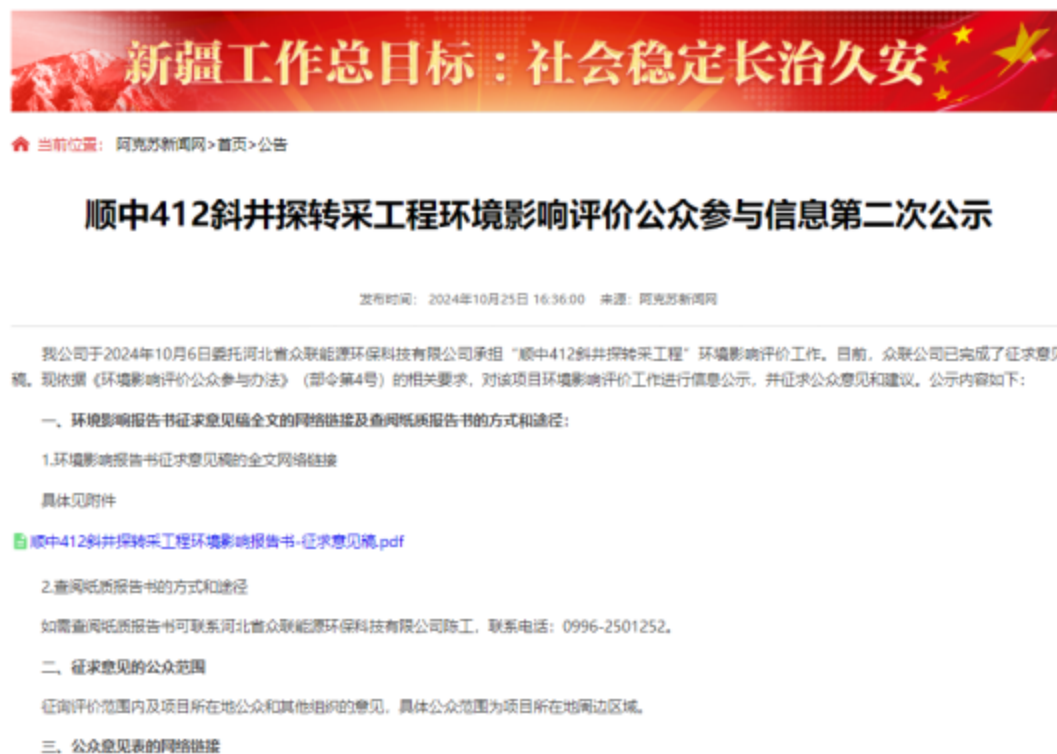 新疆工作总目标：社会稳定长治久安
当前位置： 阿克苏新闻网>首页>公告
顺中412斜井探转采工程环境影响评价公众参与信息第二次公示
发布时间： 2024年10月25日 16:36:00 来源：阿克苏新闻网
我公司于2024年10月6日委托河北省众联能源环保科技有限公司承担“顺中412斜井探转采工程”环境影响评价工作。目前，众联公司已完成了征求意见
稿。现依据《环境影响评价公众参与办法》（部令第4号）的相关要求，对该项目环境影响评价工作进行信息公示，并征求公众意见和建议。公示内容如下：
一、环境影响报告书征求意见稿全文的网络链接及查阅纸质报告书的方式和途径：
1.环境影响报告书征求意见稿的全文网络链接
具体见附件
顺中412斜井探转采工程环境影响报告书-征求意见稿.pdf
2.查阅纸质报告书的方式和途径
如需查阅纸质报告书可联系河北省众联能源环保科技有限公司陈工，联系电话：0996-2501252。
二、征求意见的公众范围
征询评价范围内及项目所在地公众和其他组织的意见，具体公众范围为项目所在地周边区域。
三、公众意见表的网络链接